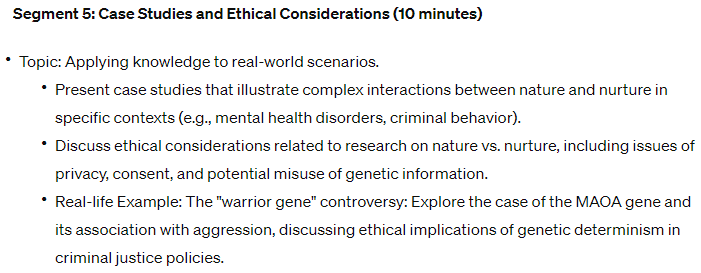 Segment 5: Case Studies and Ethical Considerations (10 minutes)
• Topic: Applying knowledge to real-world scenarios.
• Present case studies that illustrate complex interactions between nature and nurture in
specific contexts (e.g., mental health disorders, criminal behavior).
• Discuss ethical considerations related to research on nature vs. nurture, including issues of
privacy, consent, and potential misuse of genetic information.
• Real-life Example: The "warrior gene" controversy: Explore the case of the MAOA gene and
its association with aggression, discussing ethical implications of genetic determinism in
criminal justice policies.